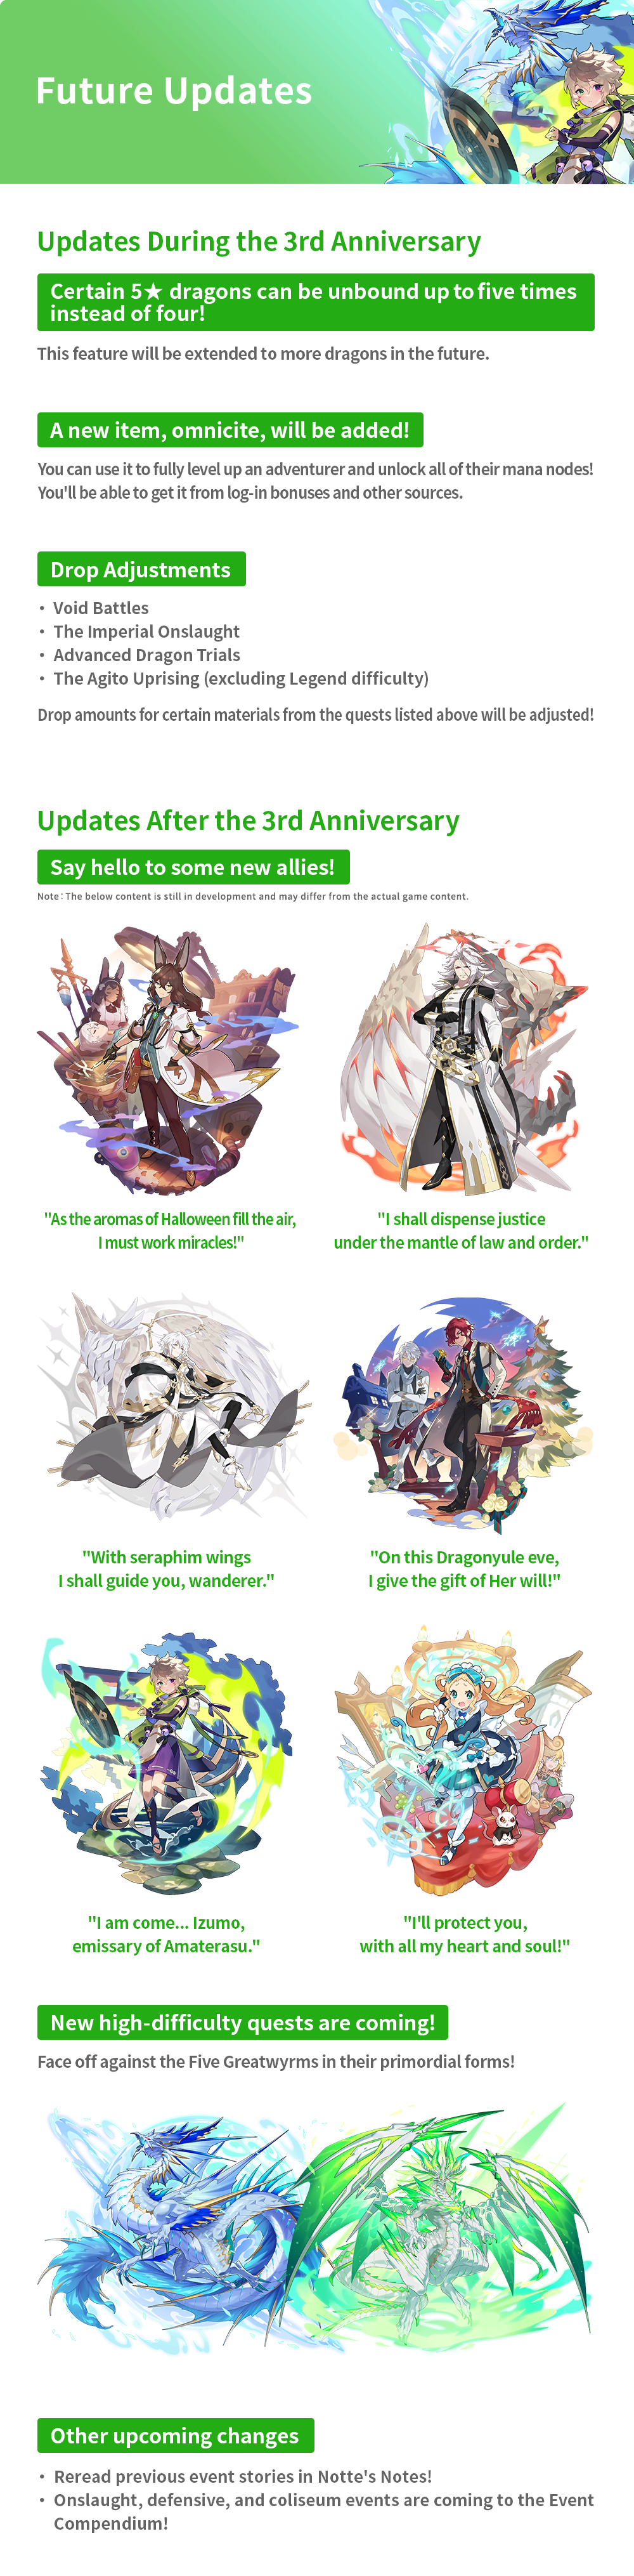 Future Updates
Updates During the 3rd Anniversary
Certain 5★ dragons can be unbound up to five times
instead of four!
This feature will be extended to more dragons in the future.
A new item, omnicite, will be added!
You can use it to fully level up an adventurer and unlock all of their mana nodes!
You'll be able to get it from log-in bonuses and other sources.
Drop Adjustments
・ Void Battles
・ The Imperial Onslaught
・ Advanced Dragon Trials
・ The Agito Uprising (excluding Legend difficulty)
Drop amounts for certain materials from the quests listed above will be adjusted!
Updates After the 3rd Anniversary
Say hello to some new allies!
Note : The below content is still in development and may differ from the actual game content.
"As the aromas of Halloween fill the air,
I must work miracles!"
"I shall dispense justice
under the mantle of law and order."
"With seraphim wings
I shall guide you, wanderer."
"On this Dragonyule eve,
I give the gift of Her will!"
"I am come... Izumo,
emissary of Amaterasu."
"I'll protect you,
with all my heart and soul!"
New high-difficulty quests are coming!
Face off against the Five Greatwyrms in their primordial forms!
Other upcoming changes
・ Reread previous event stories in Notte's Notes!
・ Onslaught, defensive, and coliseum events are coming to the Event
Compendium!